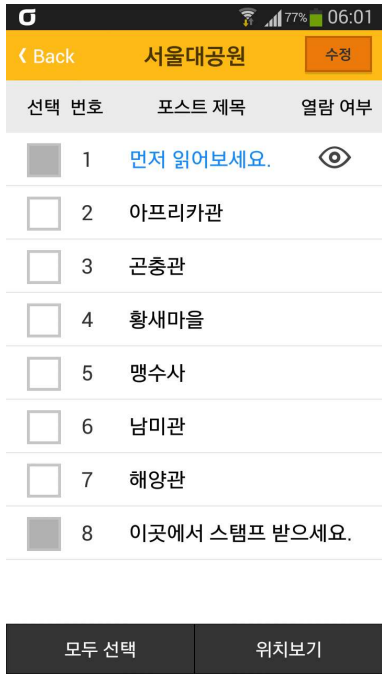 77% 06:01
Back 서울대공원 수정
선택 번호 포스트 제목 열람 여부
1 먼저 읽어보세요.
2 아프리카관
3 곤충관
4 황새마을
5 맹수사
6 남미관
7 해양관
8 이곳에서 스탬프 받으세요.
모두 선택 위치보기